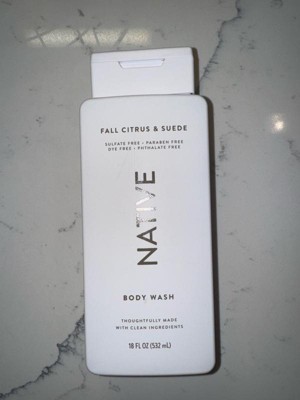 FALL CITRUS & SUEDE
SULFATE FREE • PARABEN FREE
DYE FREE • PHTHALATE FREE
NATIVE
BODY WASH
THOUGHTFULLY MADE
WITH CLEAN INGREDIENTS
18 FL OZ (532 mL)